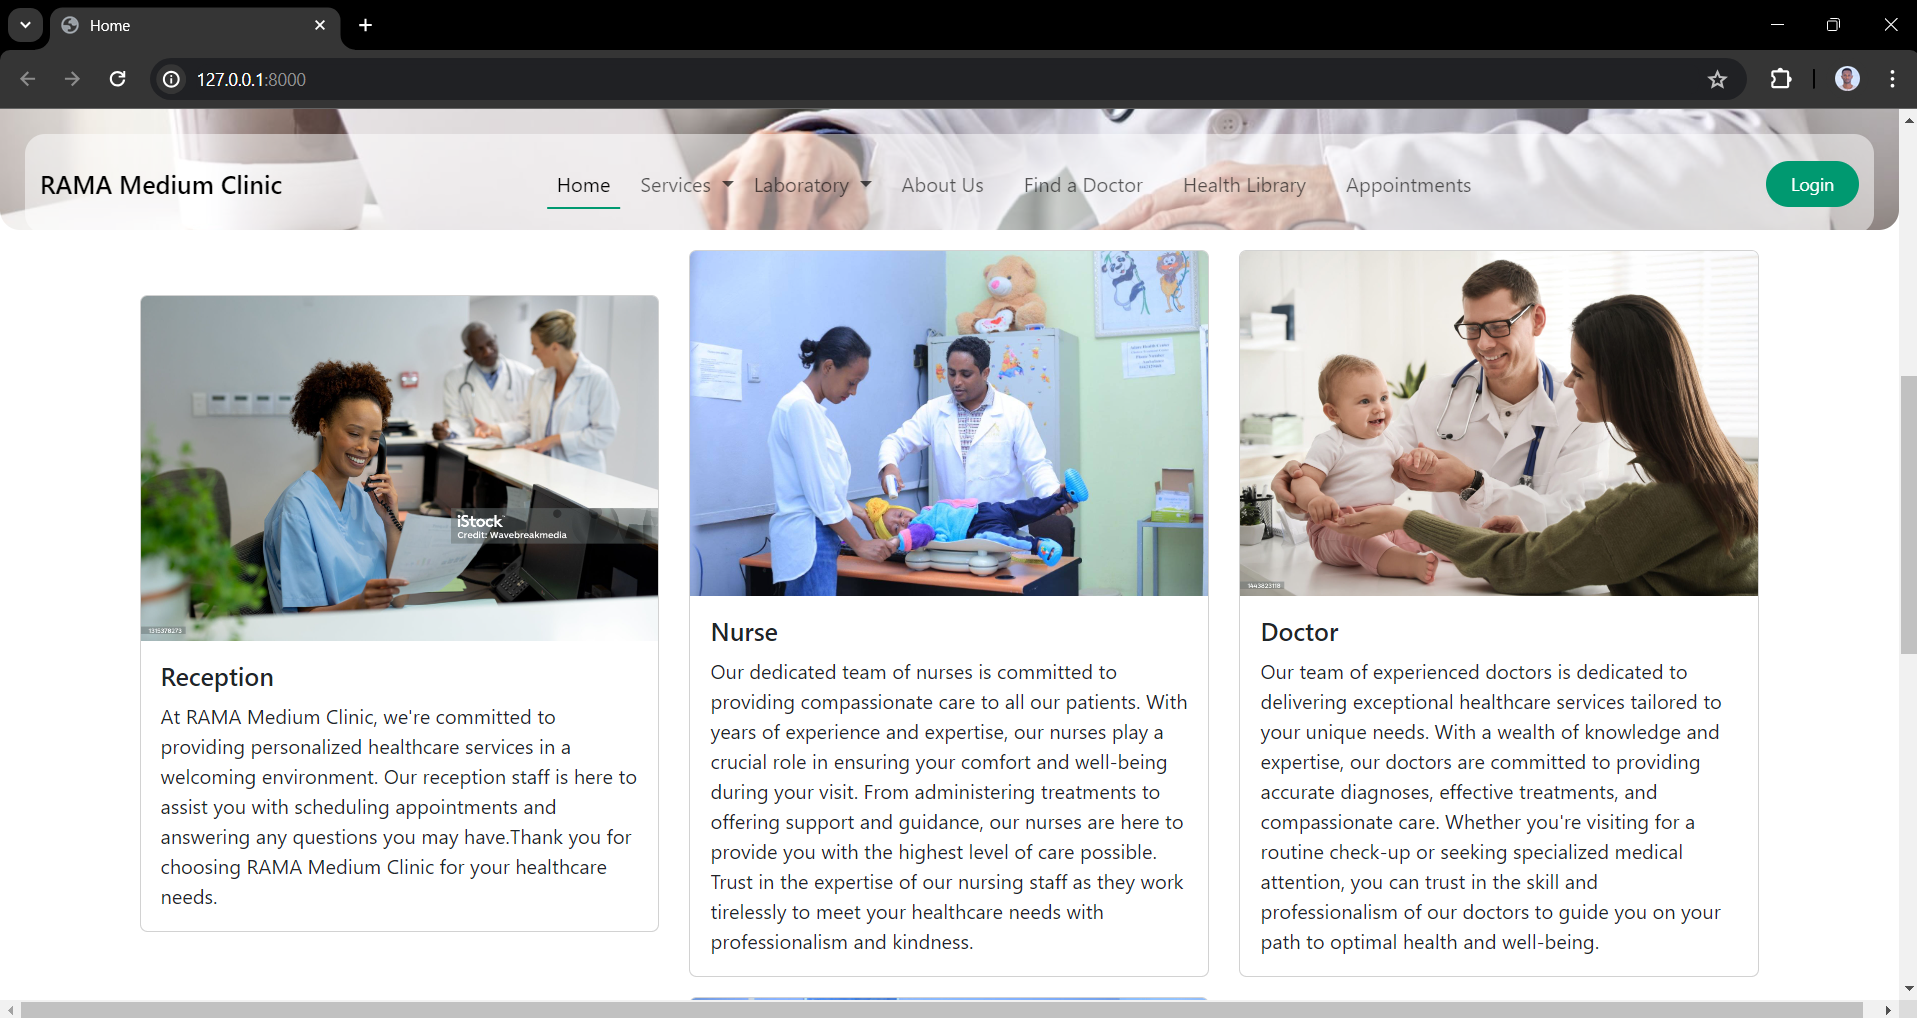 Home
127.0.0.1:8000
RAMA Medium Clinic
Home
Services
Laboratory
About Us
Find a Doctor
Health Library
Appointments
Login
iStock
Credit: Wavebreakmedia
1315378273
Reception
At RAMA Medium Clinic, we're committed to
providing personalized healthcare services in a
welcoming environment. Our reception staff is here to
assist you with scheduling appointments and
answering any questions you may have.Thank you for
choosing RAMA Medium Clinic for your healthcare
needs.
Nurse
Our dedicated team of nurses is committed to
providing compassionate care to all our patients. With
years of experience and expertise, our nurses play a
crucial role in ensuring your comfort and well-being
during your visit. From administering treatments to
offering support and guidance, our nurses are here to
provide you with the highest level of care possible.
Trust in the expertise of our nursing staff as they work
tirelessly to meet your healthcare needs with
professionalism and kindness.
1443823118
Doctor
Our team of experienced doctors is dedicated to
delivering exceptional healthcare services tailored to
your unique needs. With a wealth of knowledge and
expertise, our doctors are committed to providing
accurate diagnoses, effective treatments, and
compassionate care. Whether you're visiting for a
routine check-up or seeking specialized medical
attention, you can trust in the skill and
professionalism of our doctors to guide you on your
path to optimal health and well-being.